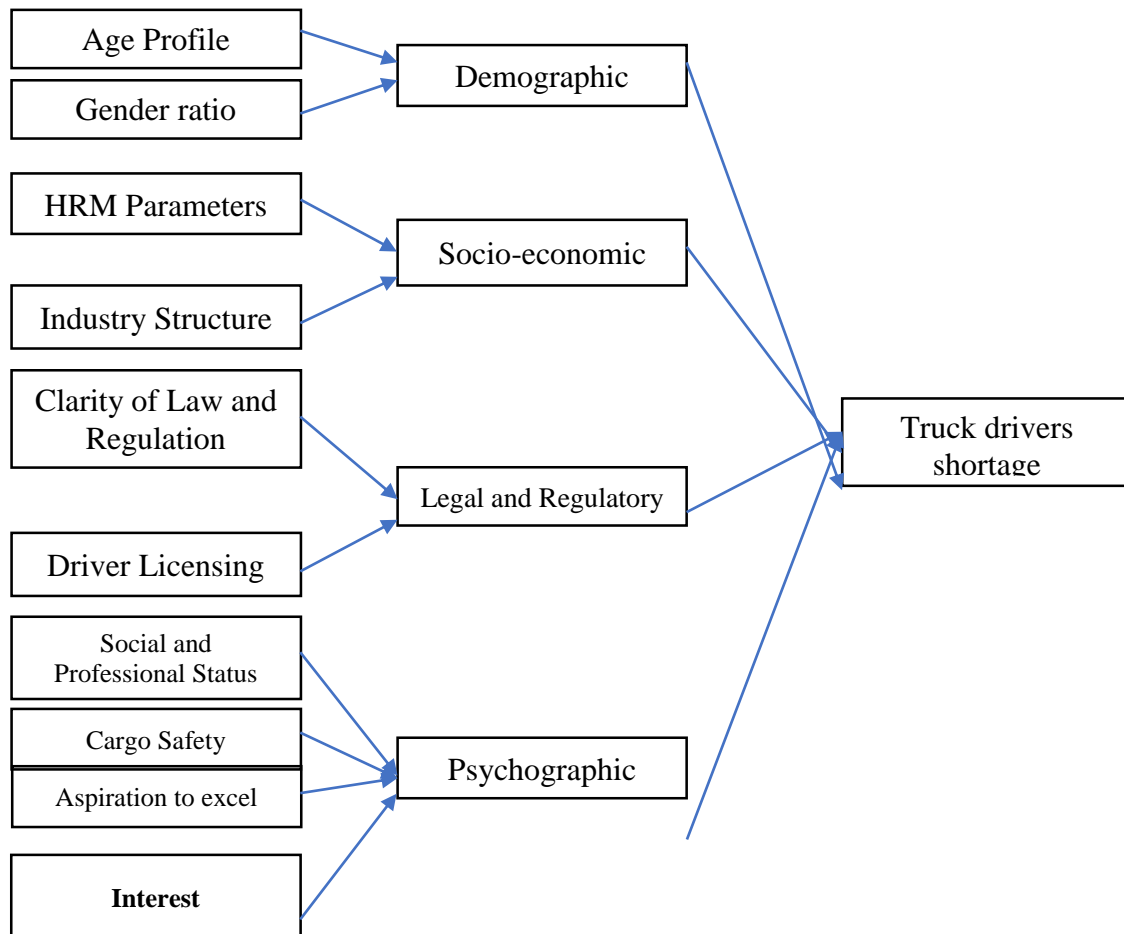 Age Profile
Gender ratio
HRM Parameters
Industry Structure
Clarity of Law and
Regulation
Driver Licensing
Social and
Professional Status
Cargo Safety
Aspiration to excel
Interest
Demographic
Socio-economic
Legal and Regulatory
Psychographic
Truck drivers
shortage